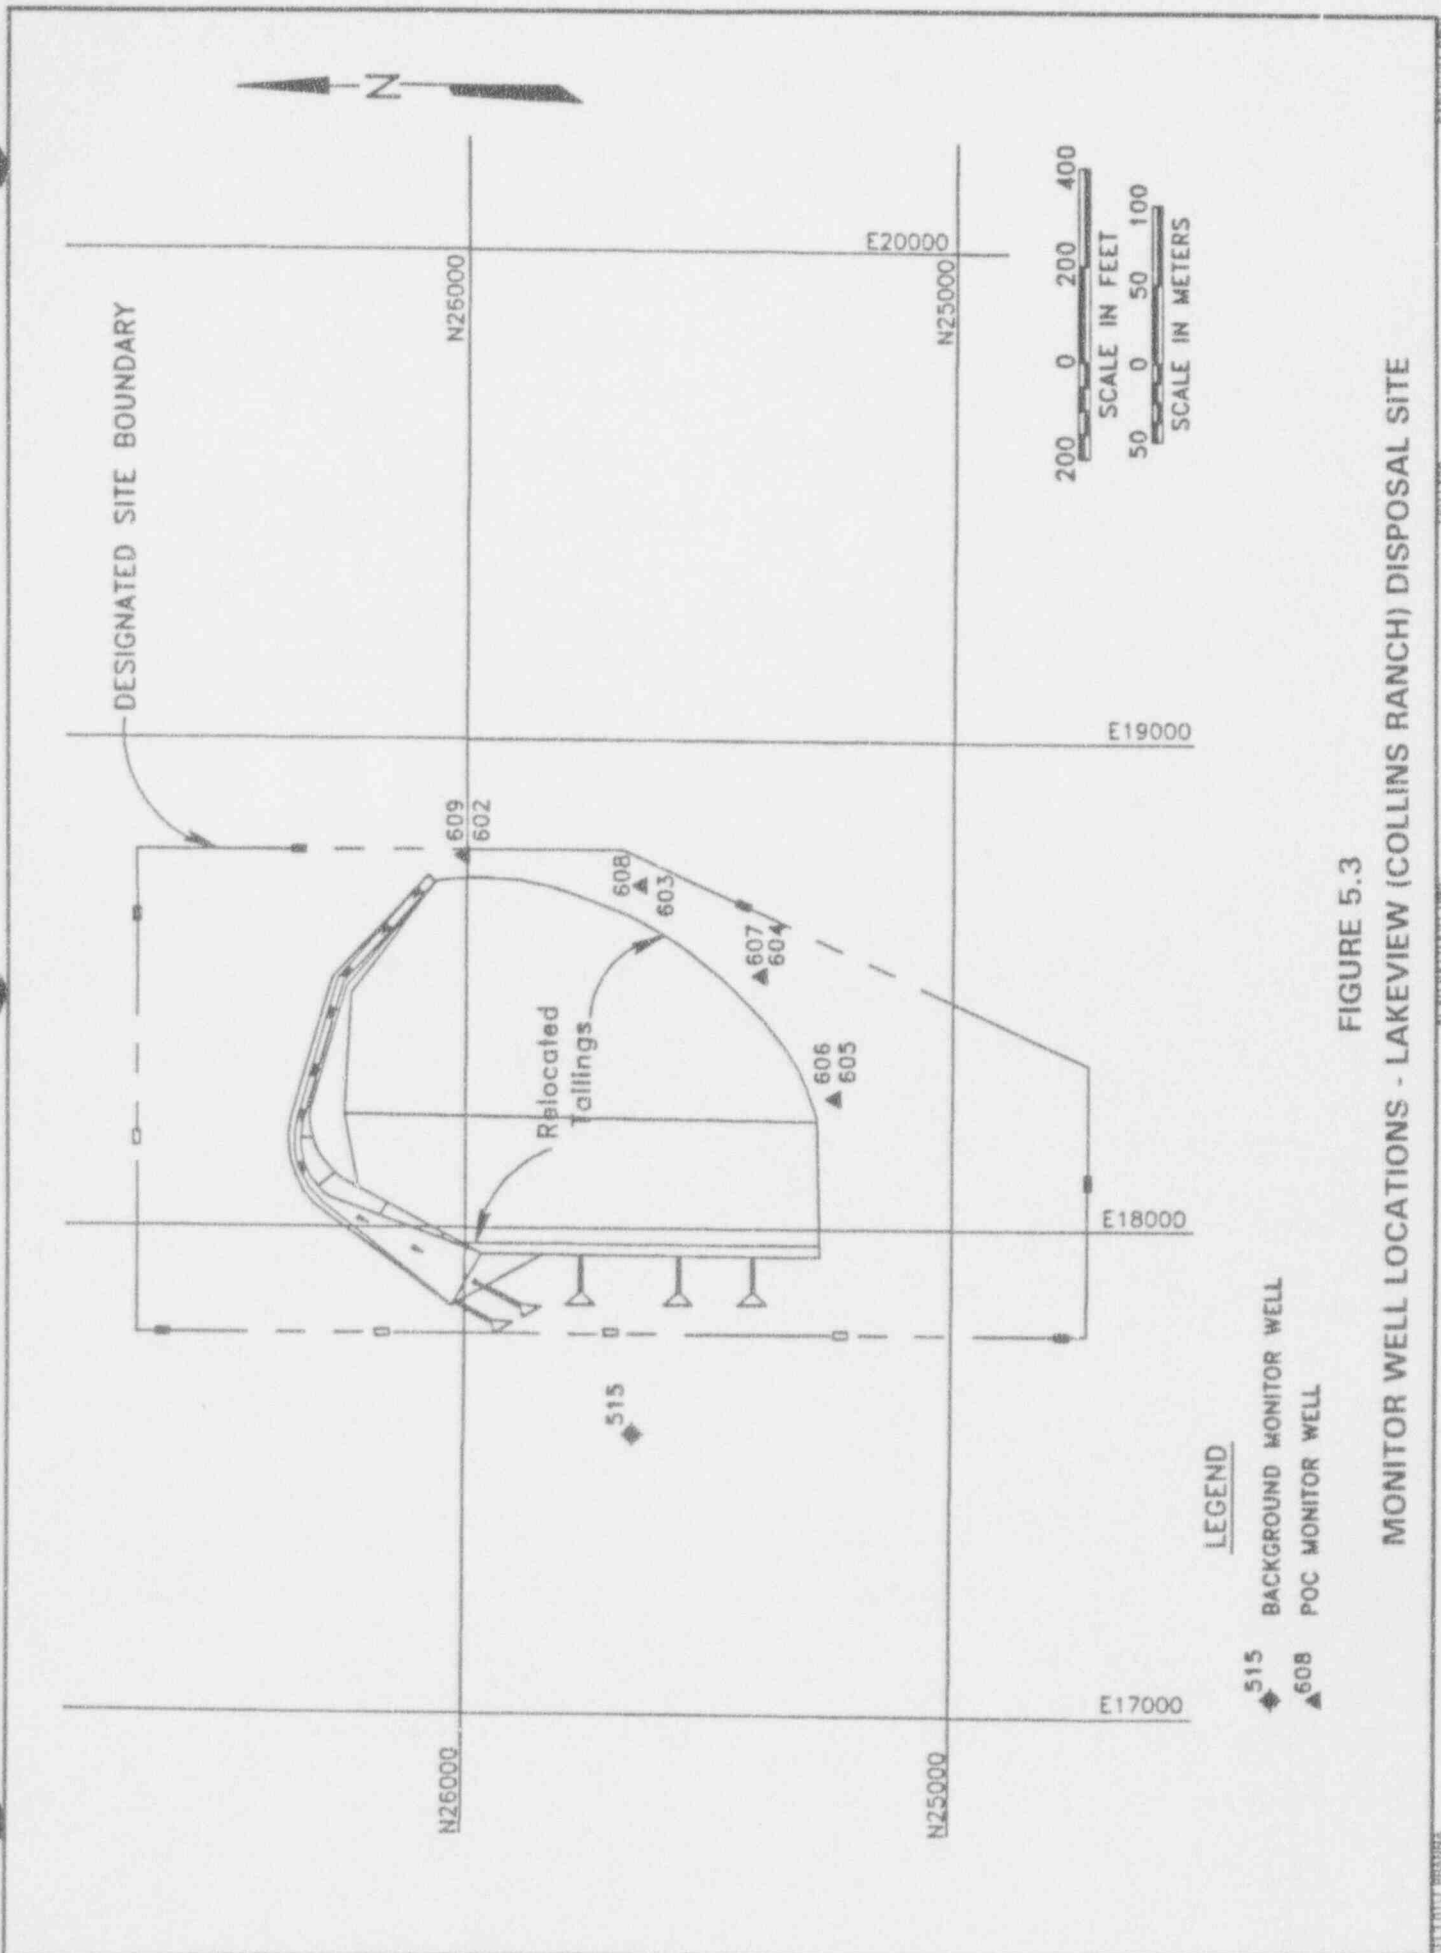 N
DESIGNATED SITE BOUNDARY
N26000
N26000
609
602
608
603
607
604
606
605
Relocated
Tailings
515
N25000
N25000
E17000
E18000
E19000
E20000
LEGEND
515 BACKGROUND MONITOR WELL
608 POC MONITOR WELL
200 0 200 400
SCALE IN FEET
50 0 50 100
SCALE IN METERS
FIGURE 5.3
MONITOR WELL LOCATIONS - LAKEVIEW (COLLINS RANCH) DISPOSAL SITE